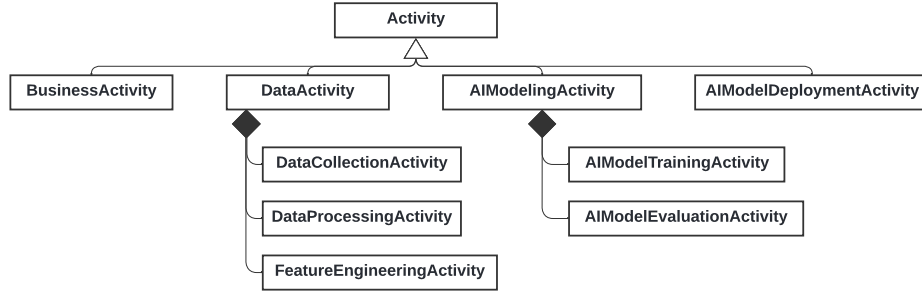 Activity
BusinessActivity
DataActivity
AIModelingActivity
AIModelDeploymentActivity
DataCollectionActivity
AIModelTrainingActivity
DataProcessingActivity
AIModelEvaluationActivity
FeatureEngineeringActivity